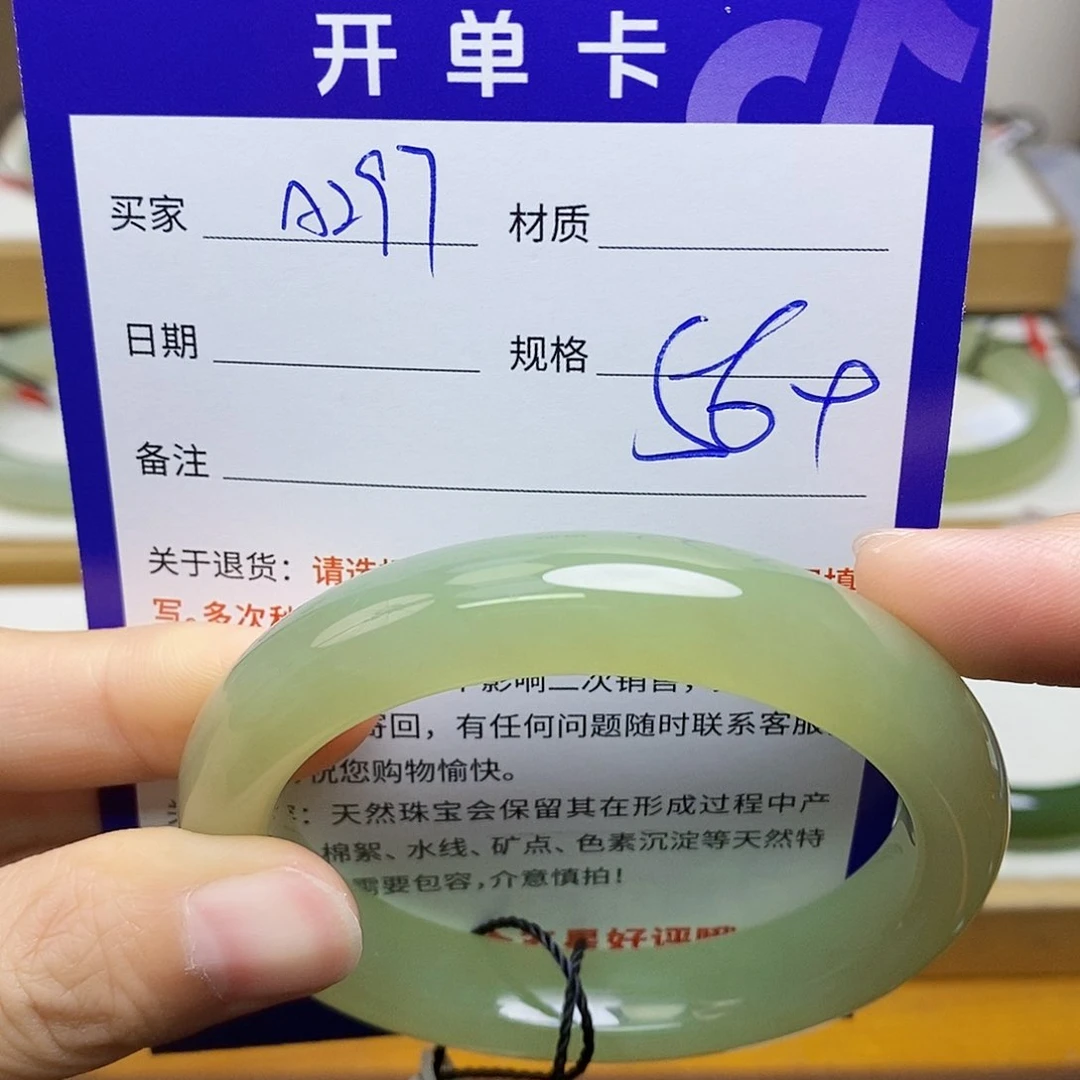 开单卡
买家 A297 材质
日期 规格 56+
备注
关于退货：请选 填
写。多次
影响二次销售，
寄回，有任何问题随时联系客服
祝您购物愉快。
：天然珠宝会保留其在形成过程中产
棉絮、水线、矿点、色素沉淀等天然特
需要包容，介意慎拍！
五星好评哦